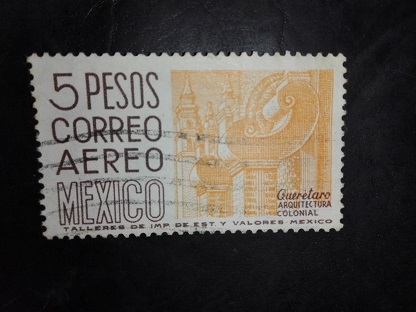 5 PESOS
CORREO
AEREO
MEXICO
Querétaro
ARQUITECTURA
COLONIAL
TALLERES DE IMP. DE EST. Y VALORES-MEXICO